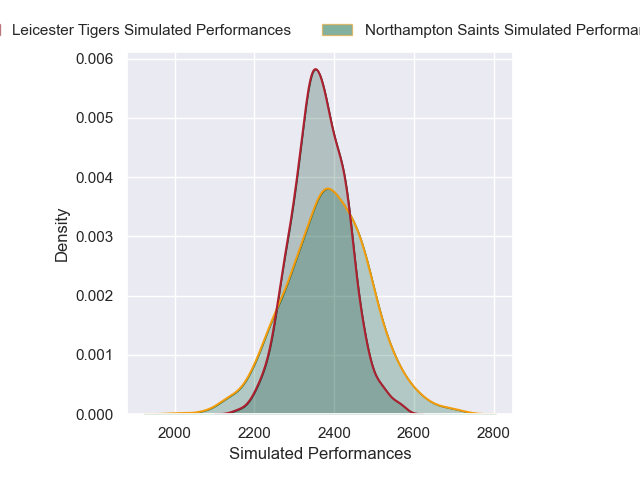 Leicester Tigers Simulated Performances Northampton Saints Simulated
0.006
0.005
0.004
0.003
0.002
0.001
0.000
Density
2000 2200 2400 2600 2800
Simulated Performances